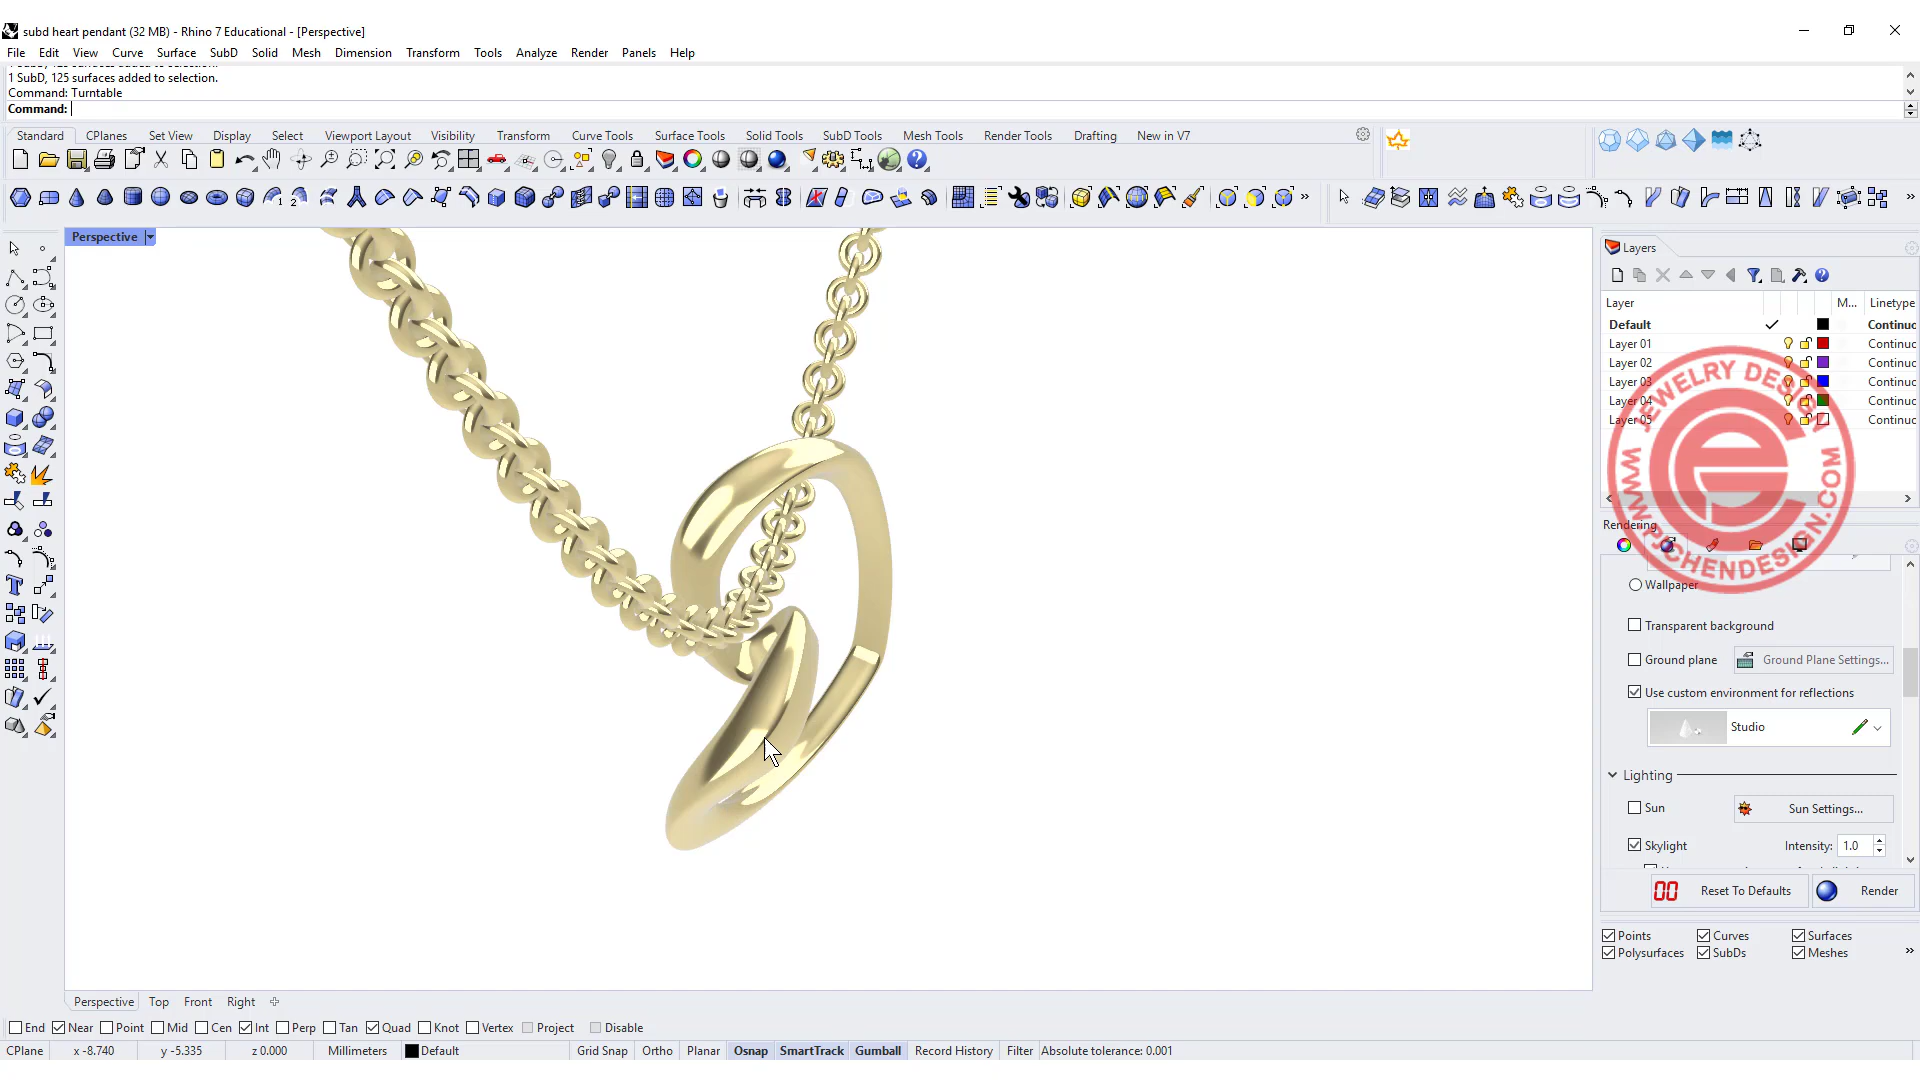 subd heart pendant (32 MB) - Rhino 7 Educational - [Perspective]
File Edit View Curve Surface SubD Solid Mesh Dimension Transform Tools Analyze Render Panels Help
1 SubD, 125 surfaces added to selection.
Command: Turntable
Command:
Standard CPlanes Set View Display Select Viewport Layout Visibility Transform Curve Tools Surface Tools Solid Tools SubD Tools Mesh Tools Render Tools Drafting New in V7
Perspective
Layers
Layer M... Linetype
Default Continuc
Layer 01 Continuc
Layer 02 Continuc
Layer 03 Continuc
Layer 04 Continuc
Layer 05 Continuc
JEWELRY DESIGN
WWW.PJCHENDESIGN.COM
Rendering
Wallpaper
Transparent background
Ground plane Ground Plane Settings...
Use custom environment for reflections
Studio
Lighting
Sun Sun Settings...
Skylight Intensity: 1.0
Reset To Defaults Render
Points Curves Surfaces
Polysurfaces SubDs Meshes
Perspective Top Front Right
End Near Point Mid Cen Int Perp Tan Quad Knot Vertex Project Disable
CPlane x -8.740 y -5.335 z 0.000 Millimeters Default Grid Snap Ortho Planar Osnap SmartTrack Gumball Record History Filter Absolute tolerance: 0.001